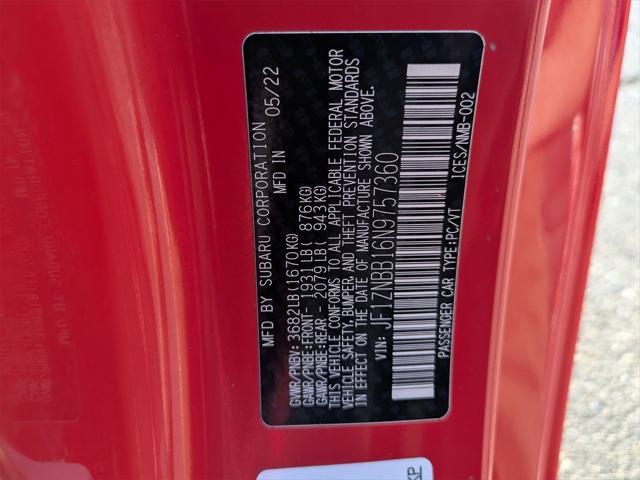 MFD BY SUBARU CORPORATION
MFD IN 05/22
GVWR/PNBV: 3682LB(1670KG)
GAWR/PNBE:FRONT- 1931LB( 876KG)
GAWR/PNBE:REAR - 2079LB( 943KG)
THIS VEHICLE CONFORMS TO ALL APPLICABLE FEDERAL MOTOR
VEHICLE SAFETY, BUMPER, AND THEFT PREVENTION STANDARDS
IN EFFECT ON THE DATE OF MANUFACTURE SHOWN ABOVE.
VIN: JF1ZNBB16N9757360
PASSENGER CAR TYPE:PC/VT ICES/NMB-002